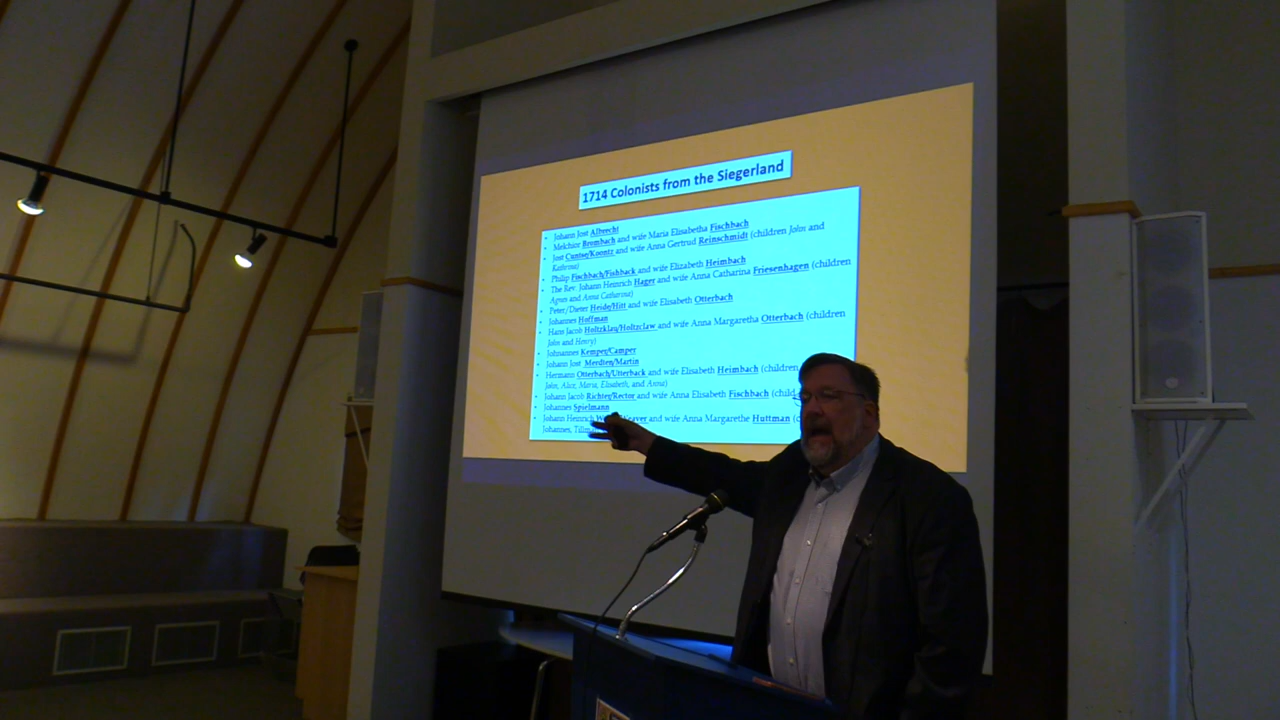 1714 Colonists from the Siegerland
• Johann Jost Albrecht
• Melchior Brombach and wife Maria Elisabetha Fischbach
• Jost Cuntse/Koontz and wife Anna Gertrud Reinschmidt (children John and
Kathrina)
• Philip Fischbach/Fishback and wife Elizabeth Heimbach
• The Rev. Johann Heinrich Hager and wife Anna Catharina Friesenhagen (children
Agnes and Anna Catharina)
• Peter/Dieter Heide/Hitt and wife Elisabeth Otterbach
• Johannes Hoffman
• Hans Jacob Holtzklau/Holtzclaw and wife Anna Margaretha Otterbach (children
John and Henry)
• Johnannes Kemper/Camper
• Johann Jost Merdten/Martin
• Hermann Otterbach/Utterback and wife Elisabeth Heimbach (children
John, Alice, Maria, Elisabeth, and Anna)
• Johann Jacob Richter/Rector and wife Anna Elisabeth Fischbach
• Johannes Spielmann
• Johann Heinrich and wife Anna Margarethe Huttman
Johannes,